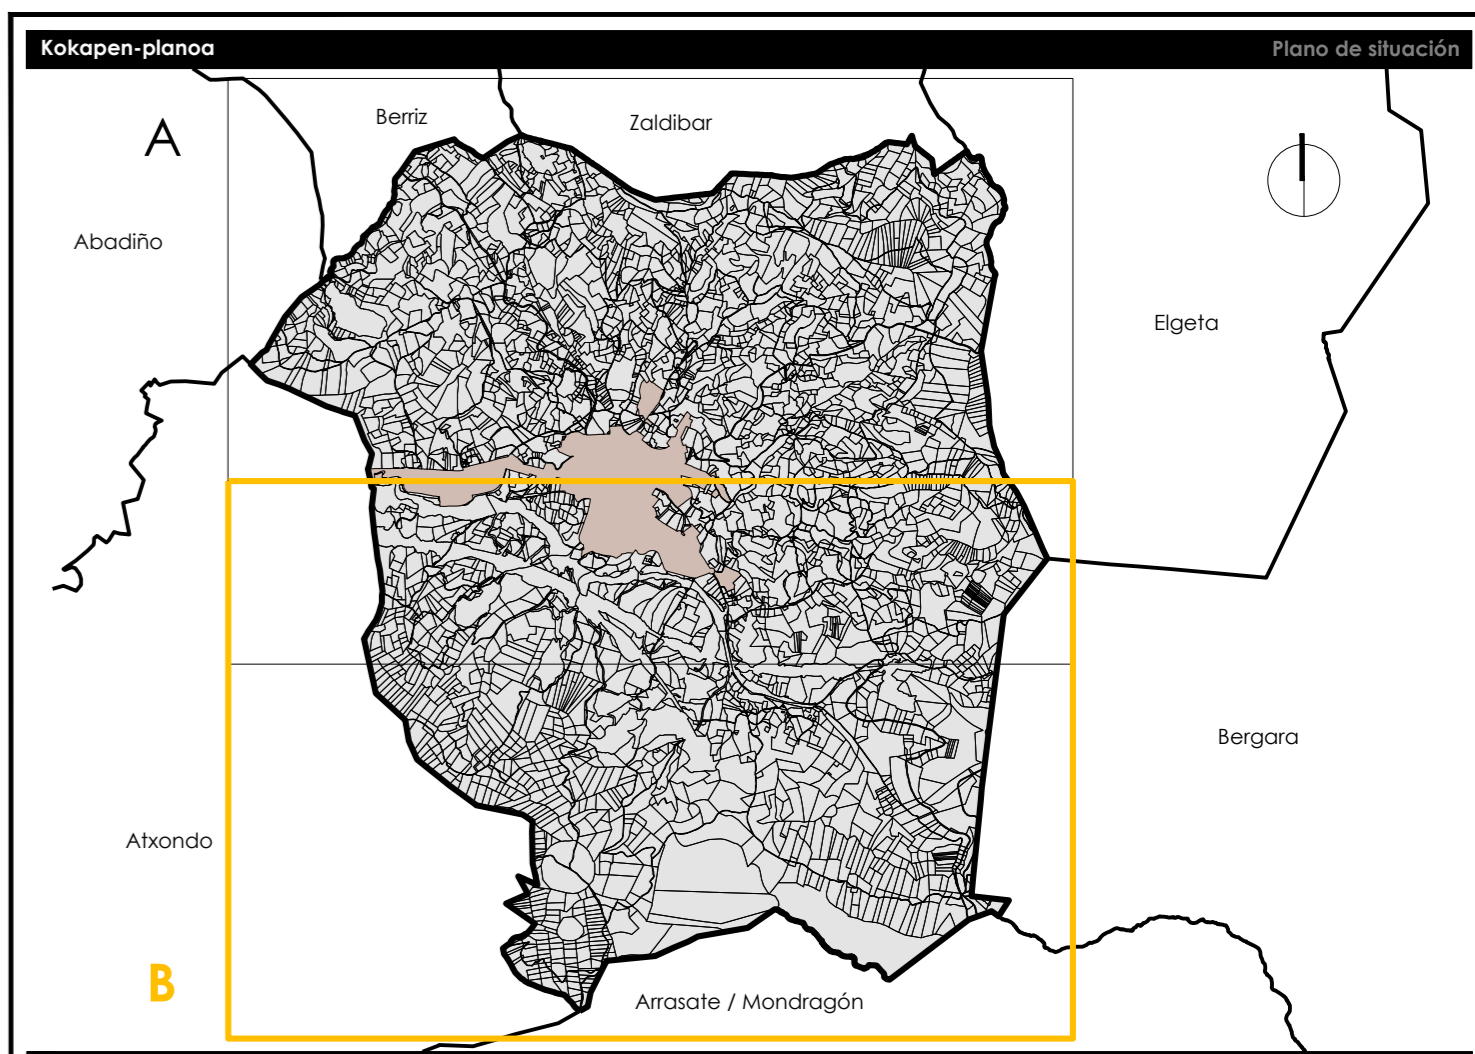 Kokapen-planoa
Plano de situación
Berriz
Zaldibar
A
Abadiño
Elgeta
Bergara
Atxondo
B
Arrasate / Mondragón